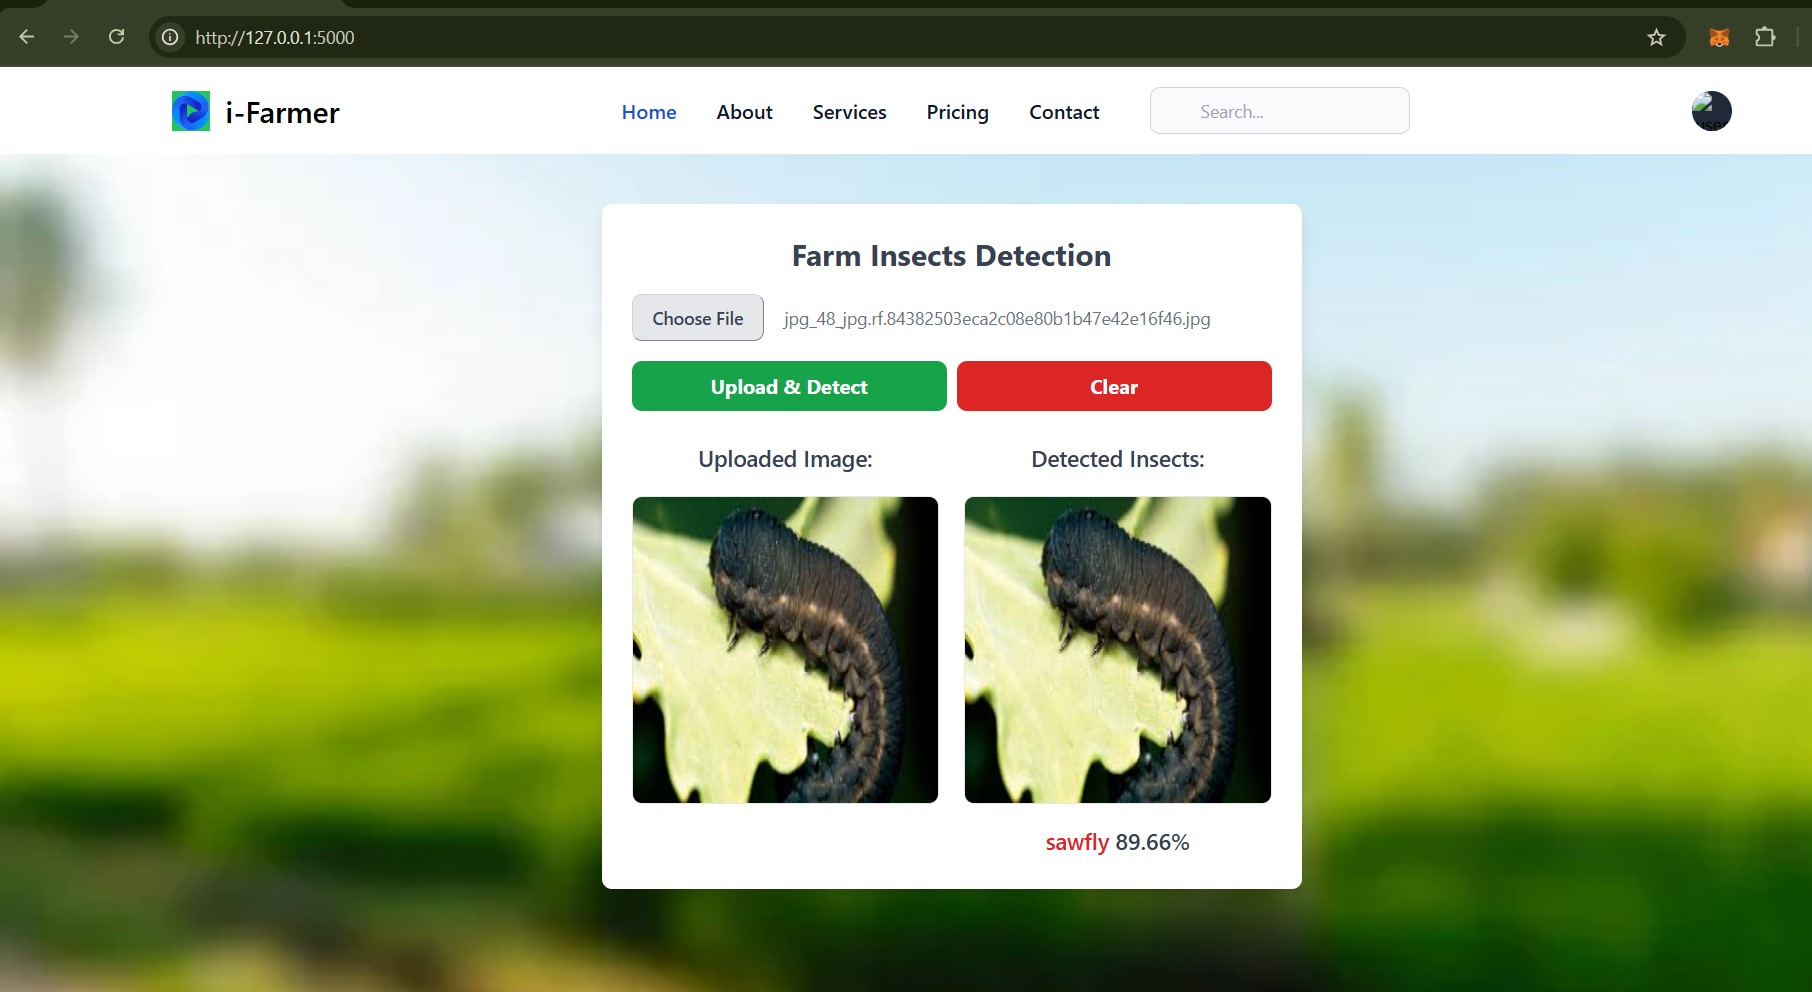 http://127.0.0.1:5000
i-Farmer
Home About Services Pricing Contact Search...
user
Farm Insects Detection
Choose File jpg_48_jpg.rf.84382503eca2c08e80b1b47e42e16f46.jpg
Upload & Detect Clear
Uploaded Image: Detected Insects:
sawfly 89.66%